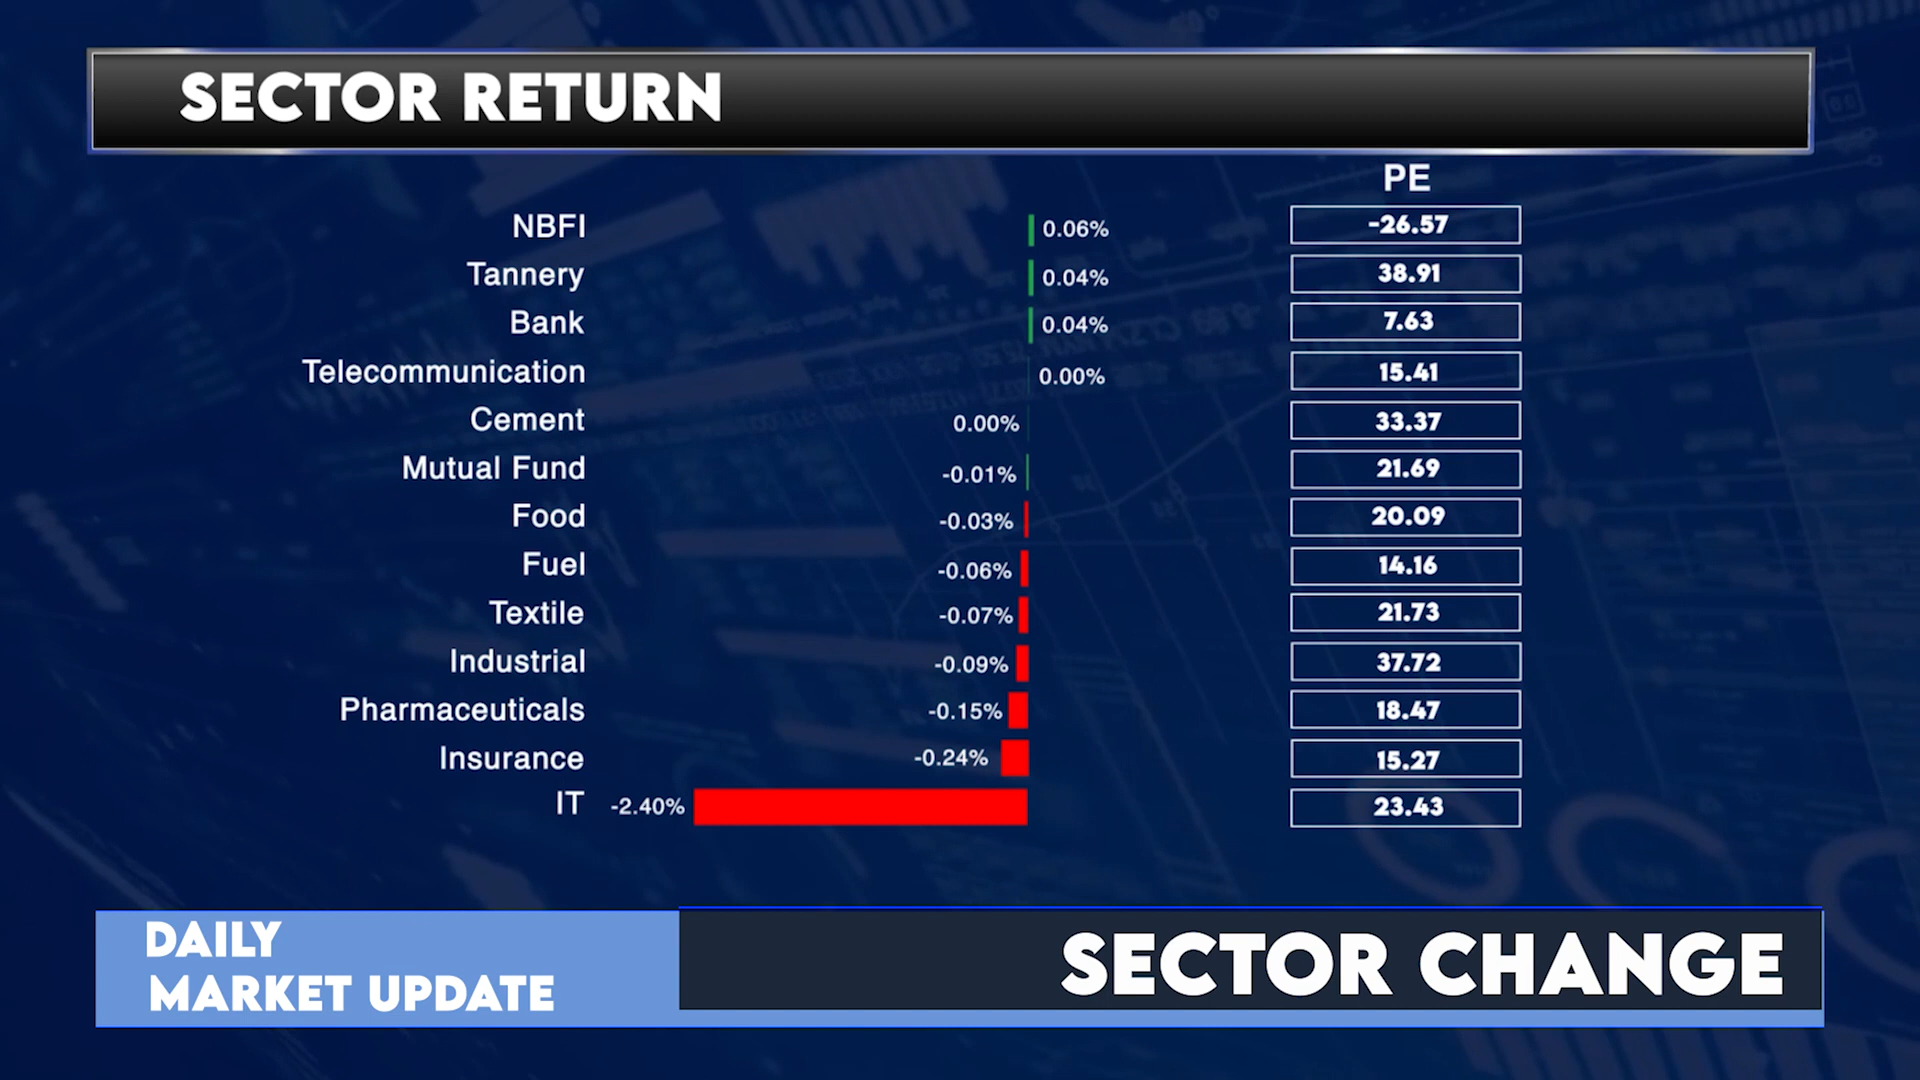 SECTOR RETURN
PE
NBFI 0.06% -26.57
Tannery 0.04% 38.91
Bank 0.04% 7.63
Telecommunication 0.00% 15.41
Cement 0.00% 33.37
Mutual Fund -0.01% 21.69
Food -0.03% 20.09
Fuel -0.06% 14.16
Textile -0.07% 21.73
Industrial -0.09% 37.72
Pharmaceuticals -0.15% 18.47
Insurance -0.24% 15.27
IT -2.40% 23.43
DAILY
MARKET UPDATE
SECTOR CHANGE